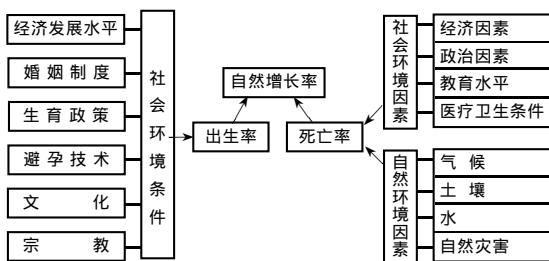 经济发展水平
婚姻制度
生育政策
避孕技术
文化
宗教
社会环境条件
自然增长率
出生率
死亡率
社会环境因素
经济因素
政治因素
教育水平
医疗卫生条件
自然环境因素
气候
土壤
水
自然灾害